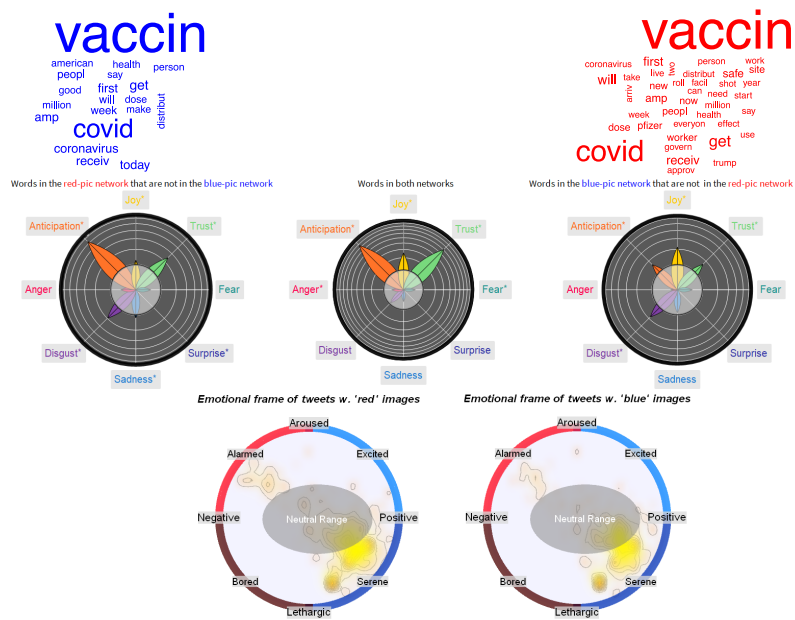 vaccin
american health person
peopl say
good first get
will dose
million week make distribut
amp
covid
coronavirus
receiv today
vaccin
coronavirus first two person work
will take live distribut safe site
arriv new roll facil shot year
amp now can need start
million
week peopl health say
dose pfizer everyon effect
worker get use
govern
covid receiv trump
approv
Words in the red-pic network that are not in the blue-pic network
Words in both networks
Words in the blue-pic network that are not in the red-pic network
Joy*
Anticipation* Trust*
Anger Fear
Disgust* Surprise*
Sadness*
Joy*
Anticipation* Trust*
Anger* Fear*
Disgust Surprise
Sadness
Joy*
Anticipation* Trust*
Anger Fear
Disgust* Surprise
Sadness
Emotional frame of tweets w. 'red' images
Aroused
Alarmed Excited
Negative Neutral Range Positive
Bored Serene
Lethargic
Emotional frame of tweets w. 'blue' images
Aroused
Alarmed Excited
Negative Neutral Range Positive
Bored Serene
Lethargic